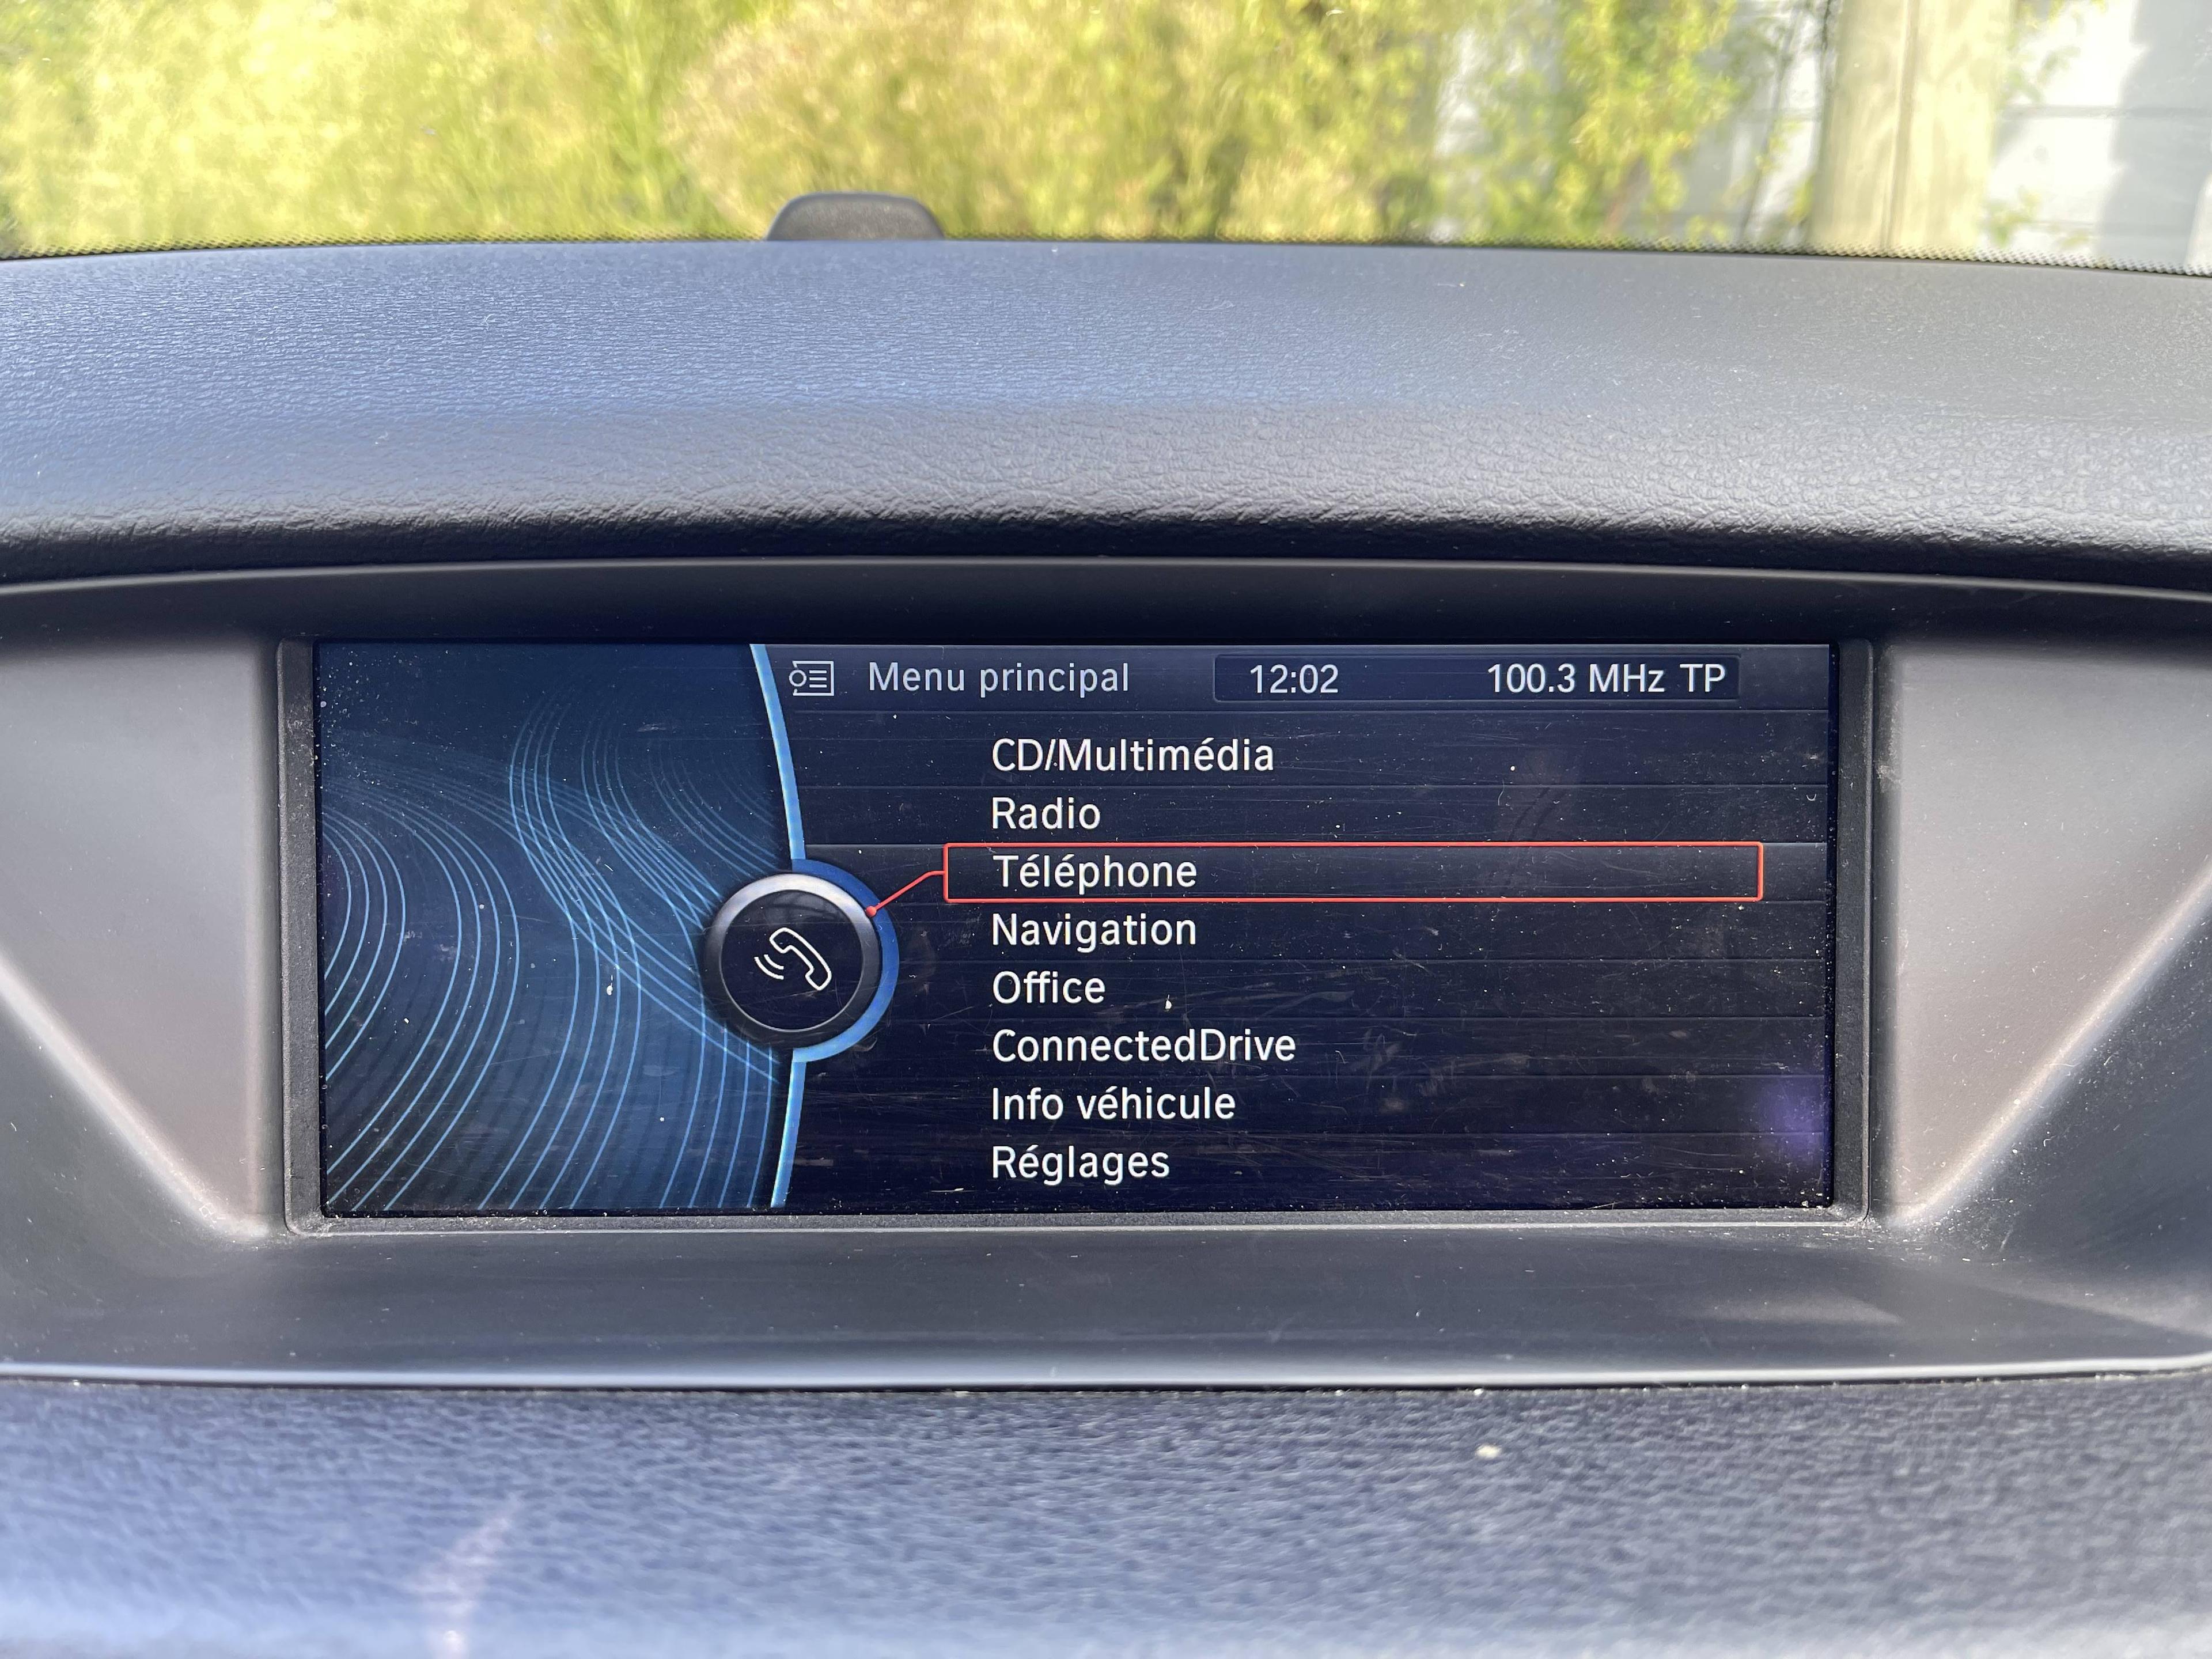 Menu principal 12:02 100.3 MHz TP
CD/Multimédia
Radio
Téléphone
Navigation
Office
ConnectedDrive
Info véhicule
Réglages